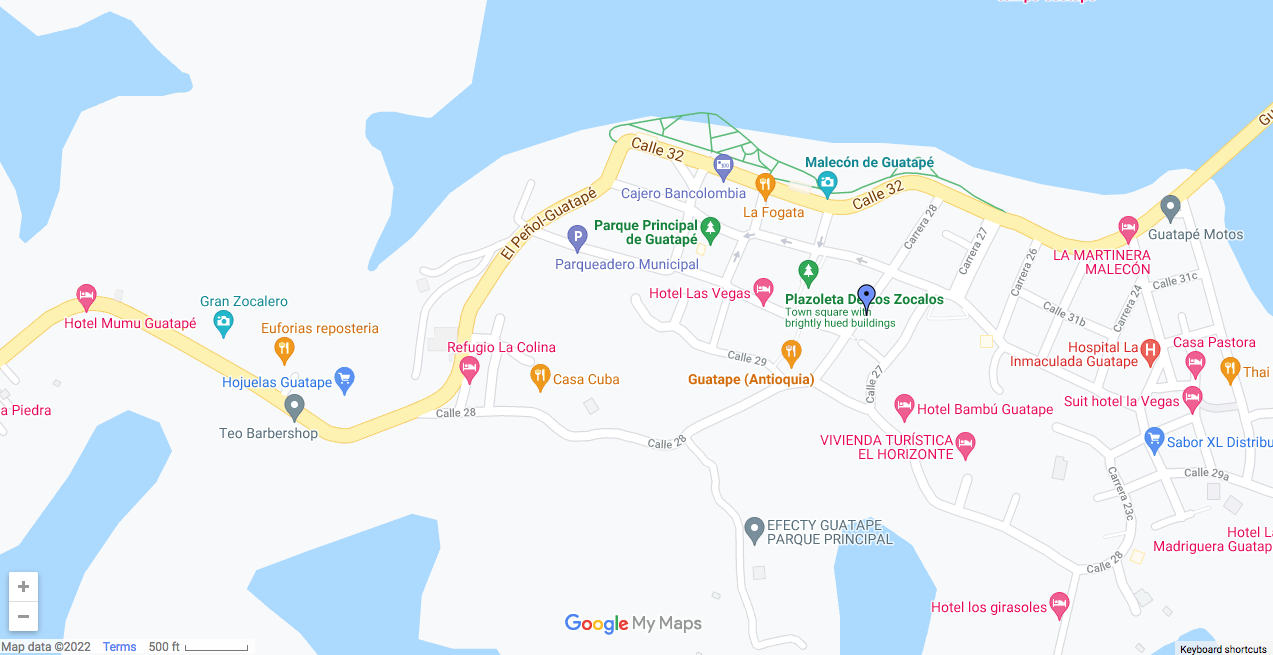 Calle 32
Malecón de Guatapé
Cajero Bancolombia
Calle 32
La Fogata
El Peñol-Guatapé
Parque Principal
de Guatapé
Carrera 28
Guatapé Motos
Carrera 27
LA MARTINERA
MALECÓN
Parqueadero Municipal
Carrera 26
Calle 31c
Hotel Las Vegas
Plazoleta De Los Zocalos
Town square with
brightly hued buildings
Carrera 24
Calle 31b
Gran Zocalero
Hotel Mumu Guatapé
Euforias reposteria
Refugio La Colina
Hospital La
Inmaculada Guatape
Casa Pastora
Calle 29
Thai
Hojuelas Guatape
Casa Cuba
Guatape (Antioquia)
Calle 27
a Piedra
Hotel Bambú Guatape
Suit hotel la Vegas
Calle 28
Teo Barbershop
Calle 28
VIVIENDA TURÍSTICA
EL HORIZONTE
Sabor XL Distribu
Calle 29a
Carrera 23c
EFECTY GUATAPE
PARQUE PRINCIPAL
Hotel La
Madriguera Guatap
Calle 28
Hotel los girasoles
+
−
Google My Maps
Map data ©2022 Terms 500 ft
Keyboard shortcuts